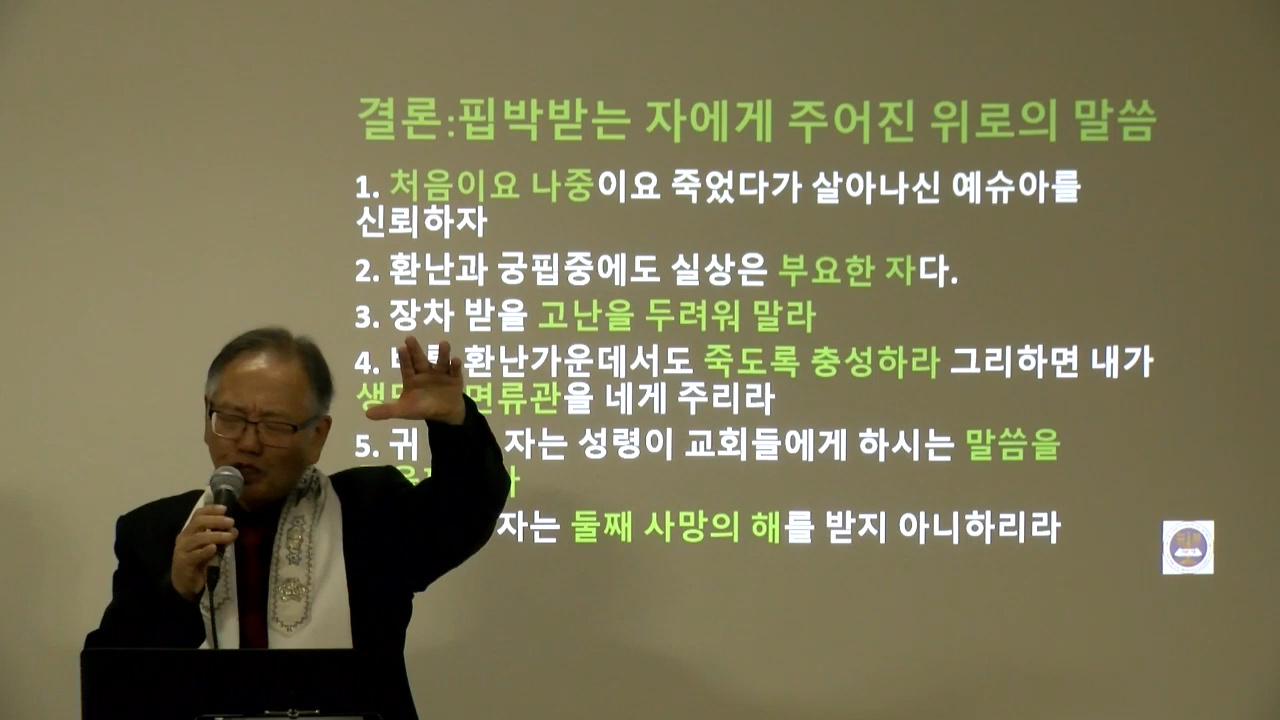 결론:핍박받는 자에게 주어진 위로의 말씀
1. 처음이요 나중이요 죽었다가 살아나신 예슈아를
신뢰하자
2. 환난과 궁핍중에도 실상은 부요한 자다.
3. 장차 받을 고난을 두려워 말라
4. 환난가운데서도 죽도록 충성하라 그리하면 내가
면류관을 네게 주리라
5. 귀 자는 성령이 교회들에게 하시는 말씀을
자는 둘째 사망의 해를 받지 아니하리라